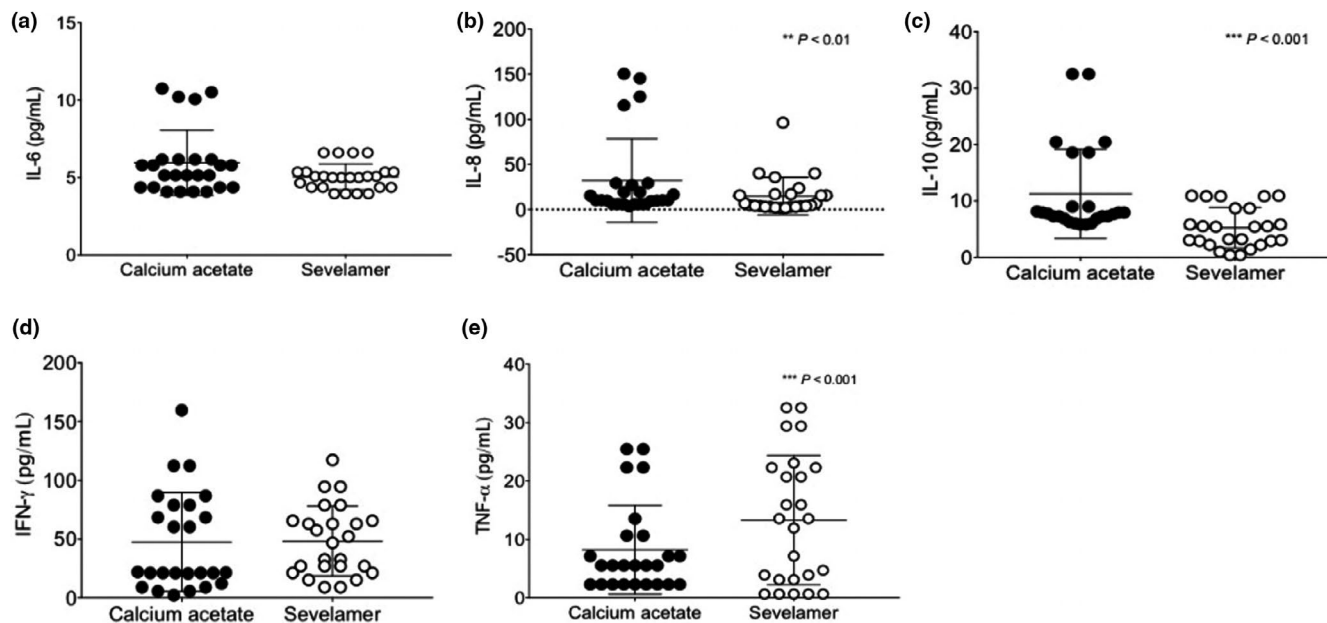 (a)
15
10
5
0
IL-6 (pg/mL)
Calcium acetate
Sevelamer
(b)
200
150
100
50
0
-50
IL-8 (pg/mL)
** P < 0.01
Calcium acetate
Sevelamer
(c)
40
30
20
10
0
IL-10 (pg/mL)
*** P < 0.001
Calcium acetate
Sevelamer
(d)
200
150
100
50
0
IFN-γ (pg/mL)
Calcium acetate
Sevelamer
(e)
40
30
20
10
0
TNF-α (pg/mL)
*** P < 0.001
Calcium acetate
Sevelamer